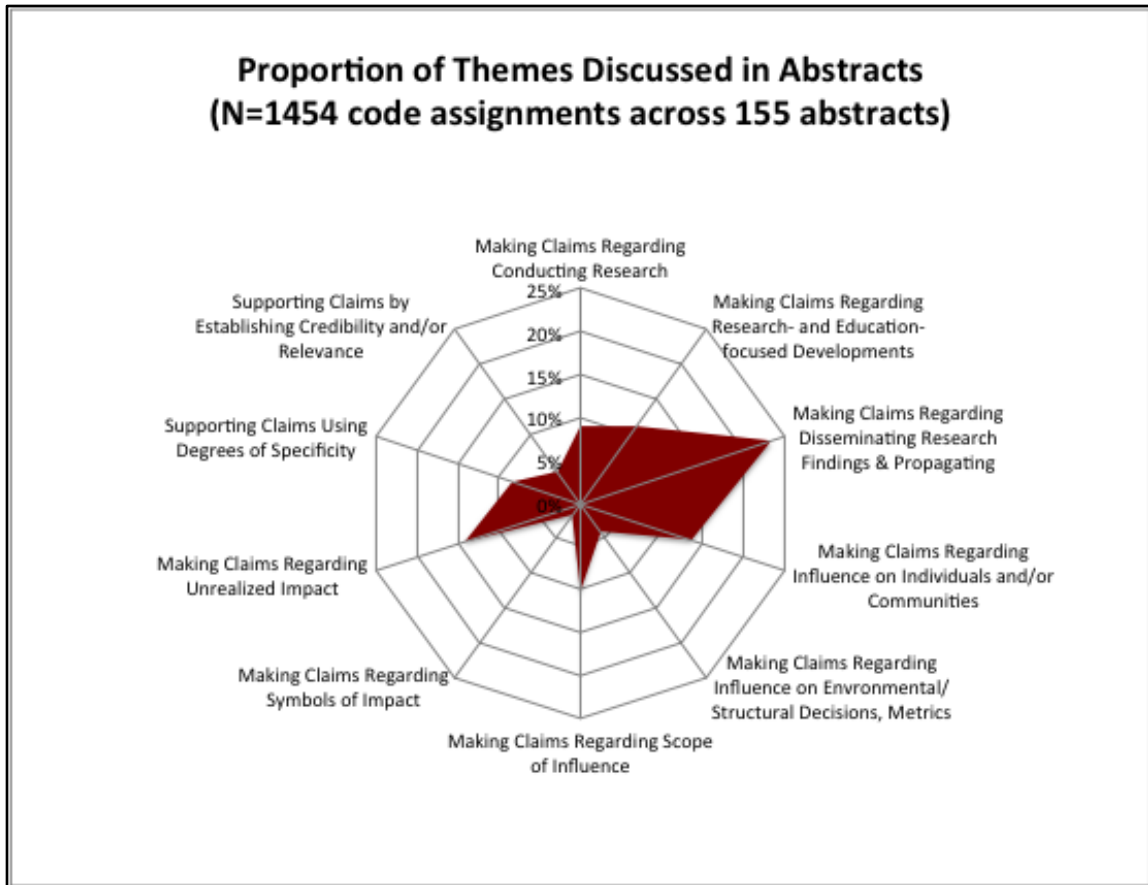 Proportion of Themes Discussed in Abstracts
(N=1454 code assignments across 155 abstracts)
Making Claims Regarding
Conducting Research
Making Claims Regarding
Research- and Education-
focused Developments
Making Claims Regarding
Disseminating Research
Findings & Propagating
Making Claims Regarding
Influence on Individuals and/or
Communities
Making Claims Regarding
Influence on Envronmental/
Structural Decisions, Metrics
Making Claims Regarding Scope
of Influence
Making Claims Regarding
Symbols of Impact
Making Claims Regarding
Unrealized Impact
Supporting Claims Using
Degrees of Specificity
Supporting Claims by
Establishing Credibility and/or
Relevance
25%
20%
15%
10%
5%
0%